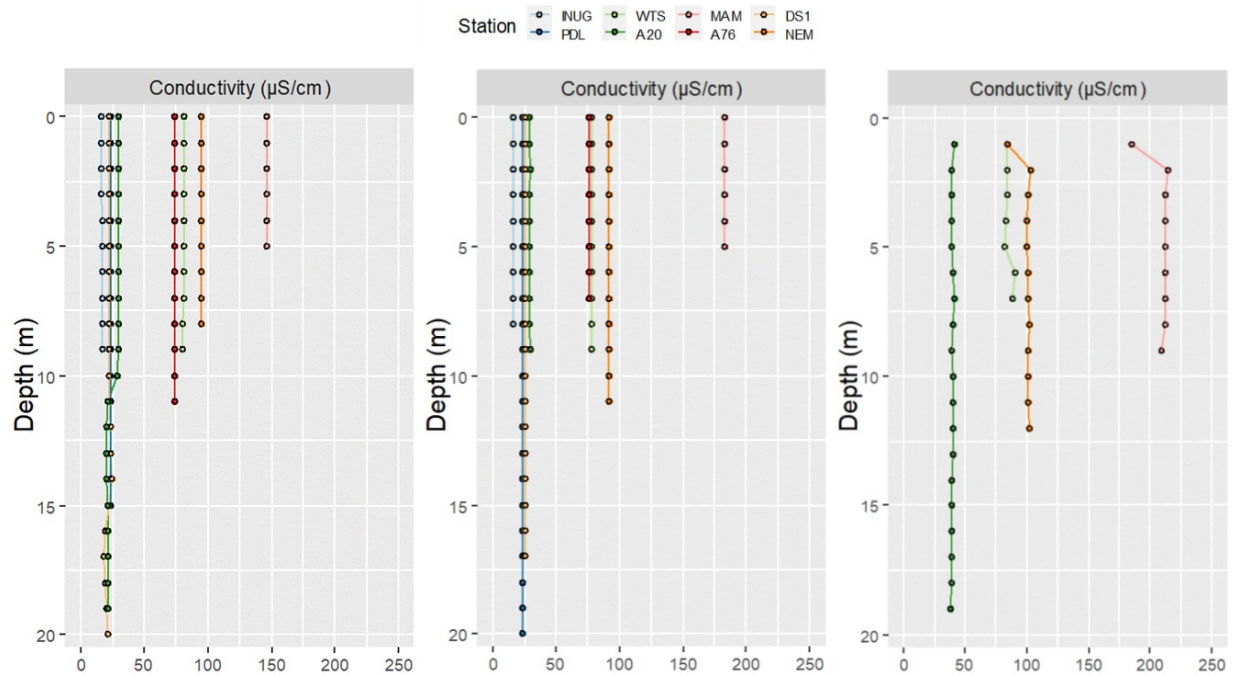 Station INUG WTS MAM DS1
PDL A20 A76 NEM
Conductivity (µS/cm) Conductivity (µS/cm) Conductivity (µS/cm)
Depth (m) Depth (m) Depth (m)
0 0 0
5 5 5
10 10 10
15 15 15
20 20 20
0 50 100 150 200 250 0 50 100 150 200 250 0 50 100 150 200 250